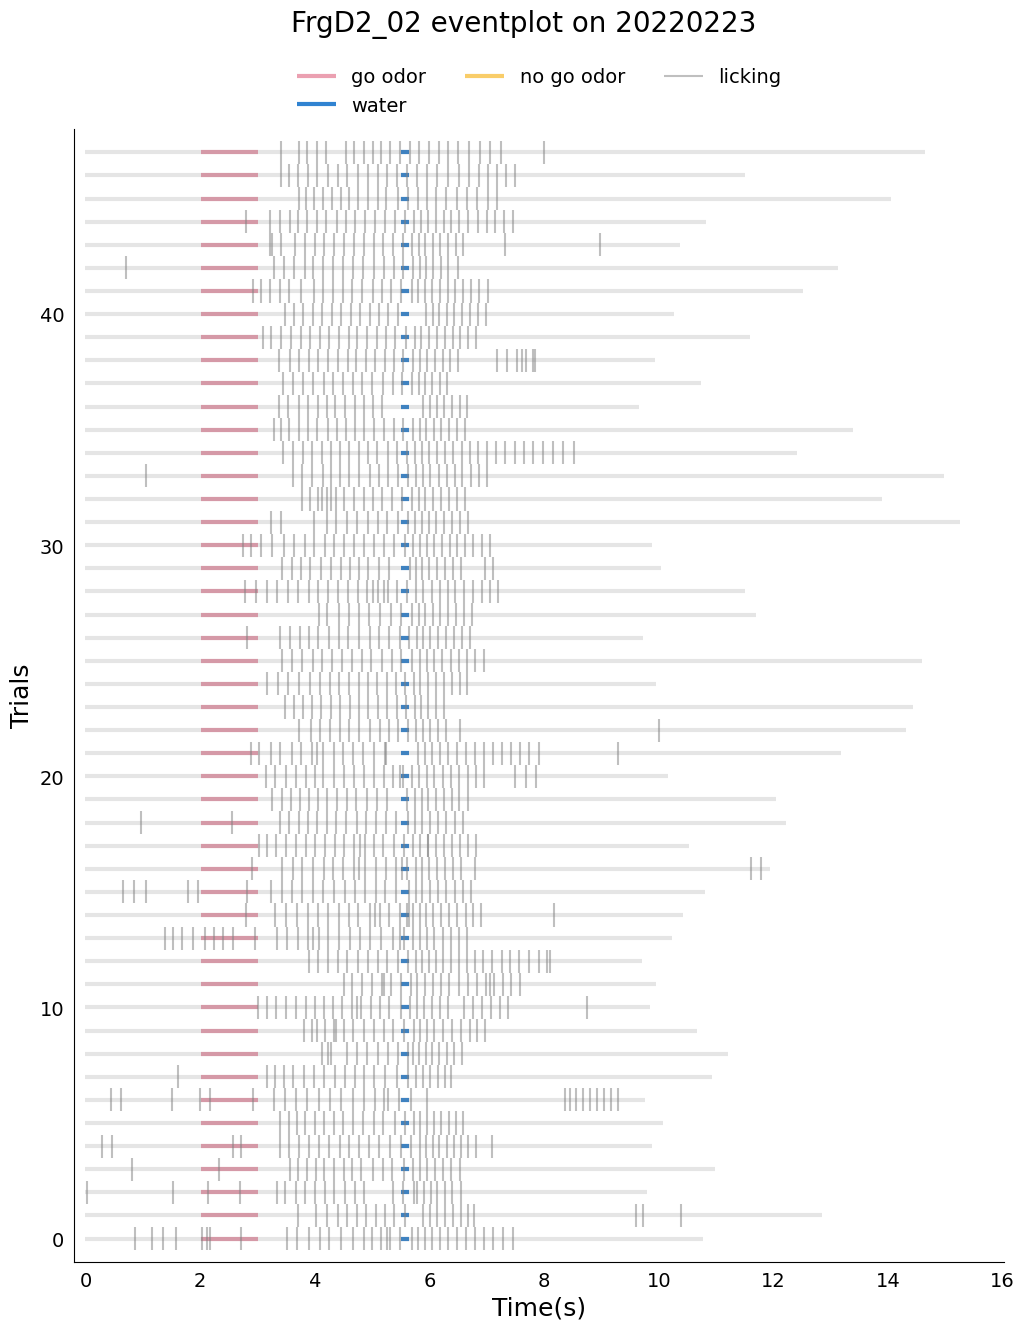 FrgD2_02 eventplot on 20220223
go odor no go odor licking
water
40
30
20
10
0
Trials
0 2 4 6 8 10 12 14 16
Time(s)